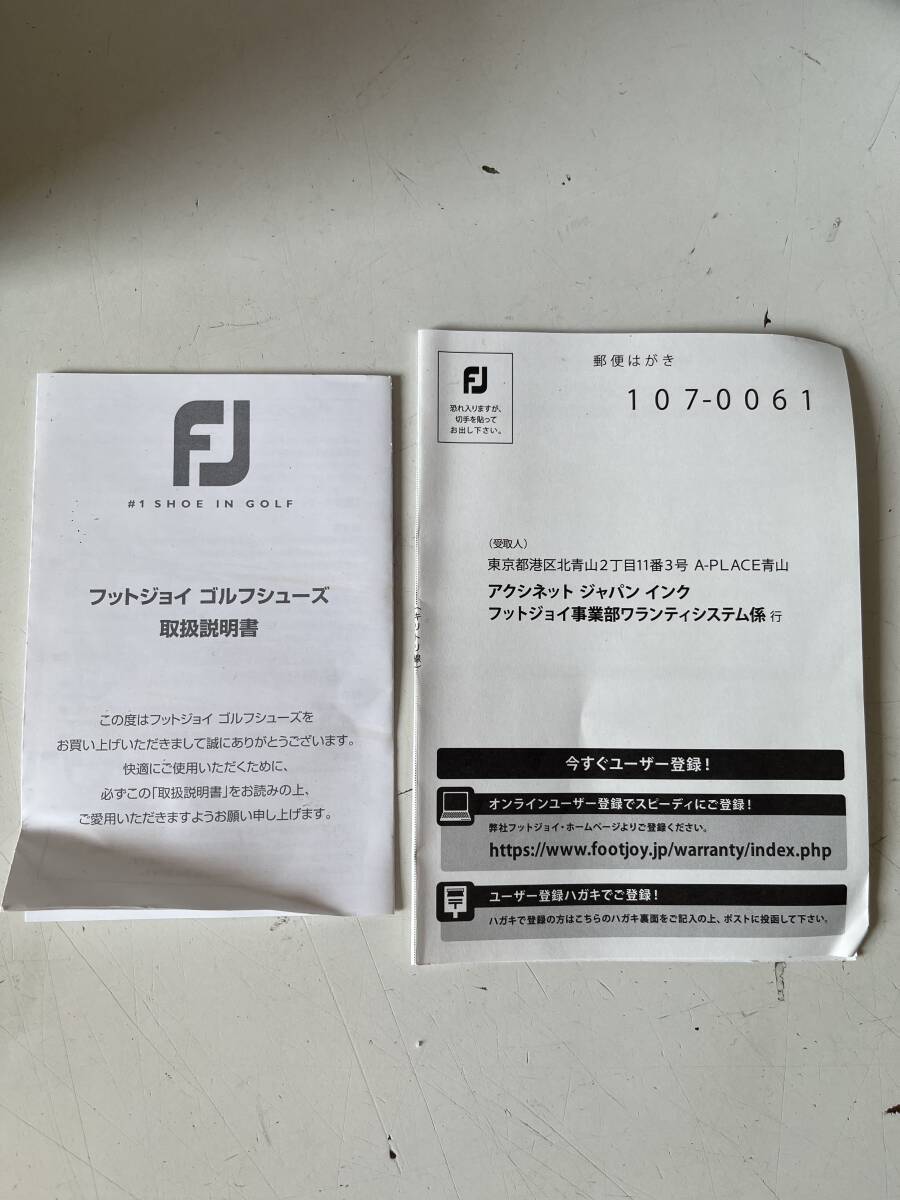 FJ
#1 SHOE IN GOLF
フットジョイ ゴルフシューズ
取扱説明書
この度はフットジョイ ゴルフシューズを
お買い上げいただきまして誠にありがとうございます。
快適にご使用いただくために、
必ずこの「取扱説明書」をお読みの上、
ご愛用いただきますようお願い申し上げます。
FJ
恐れ入りますが、
切手を貼って
お出し下さい。
郵便はがき
107-0061
(受取人)
東京都港区北青山2丁目11番3号 A-PLACE青山
アクシネット ジャパン インク
フットジョイ事業部ワランティシステム係 行
(キリトリ線)
今すぐユーザー登録!
オンラインユーザー登録でスピーディにご登録!
弊社フットジョイ・ホームページよりご登録ください。
https://www.footjoy.jp/warranty/index.php
ユーザー登録ハガキでご登録!
ハガキで登録の方はこちらのハガキ裏面をご記入の上、ポストに投函して下さい。